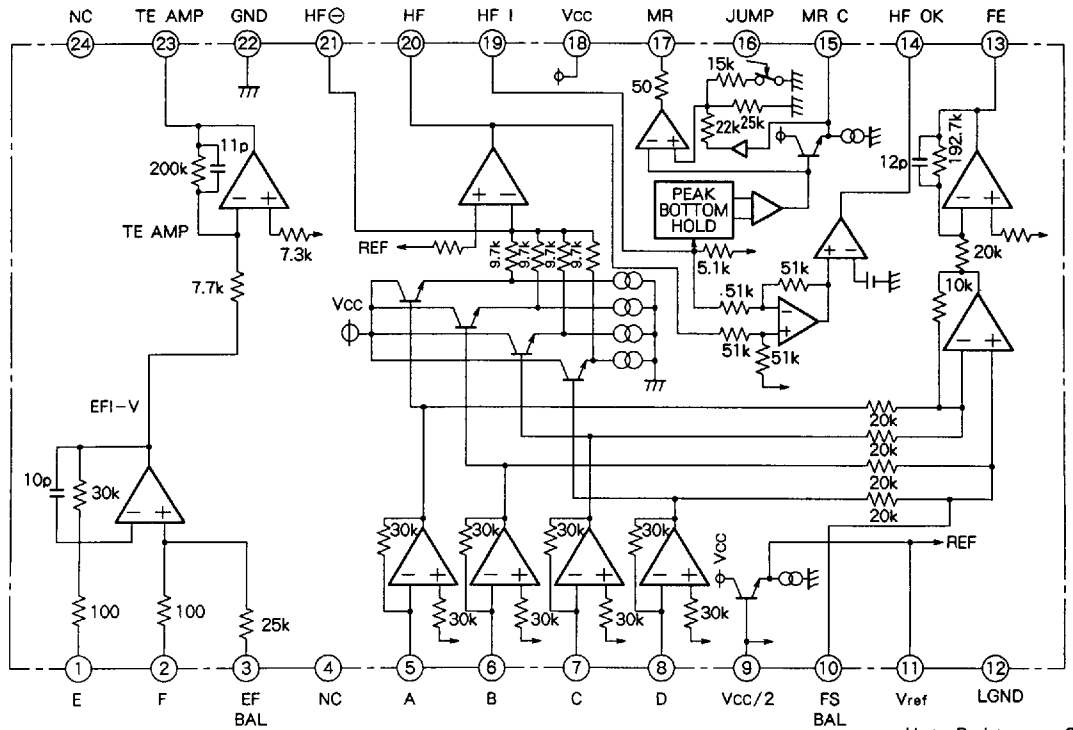 NC TE AMP GND HF⊖ HF HF I Vcc MR JUMP MR C HF OK FE
24 23 22 21 20 19 18 17 16 15 14 13
15k
50
25k
22k
11p
200k
12p
192.7k
PEAK
BOTTOM
HOLD
TE AMP
7.3k
REF
9.7k 9.7k 9.7k 9.7k
5.1k
20k
7.7k
51k
.51k
10k
Vcc
51k
51k
EFI-V
20k
20k
20k
20k
10p
30k
30k 30k 30k 30k
Vcc
REF
100
100
25k
30k 30k 30k 30k
1 2 3 4 5 6 7 8 9 10 11 12
E F EF BAL NC A B C D Vcc/2 FS BAL Vref LGND